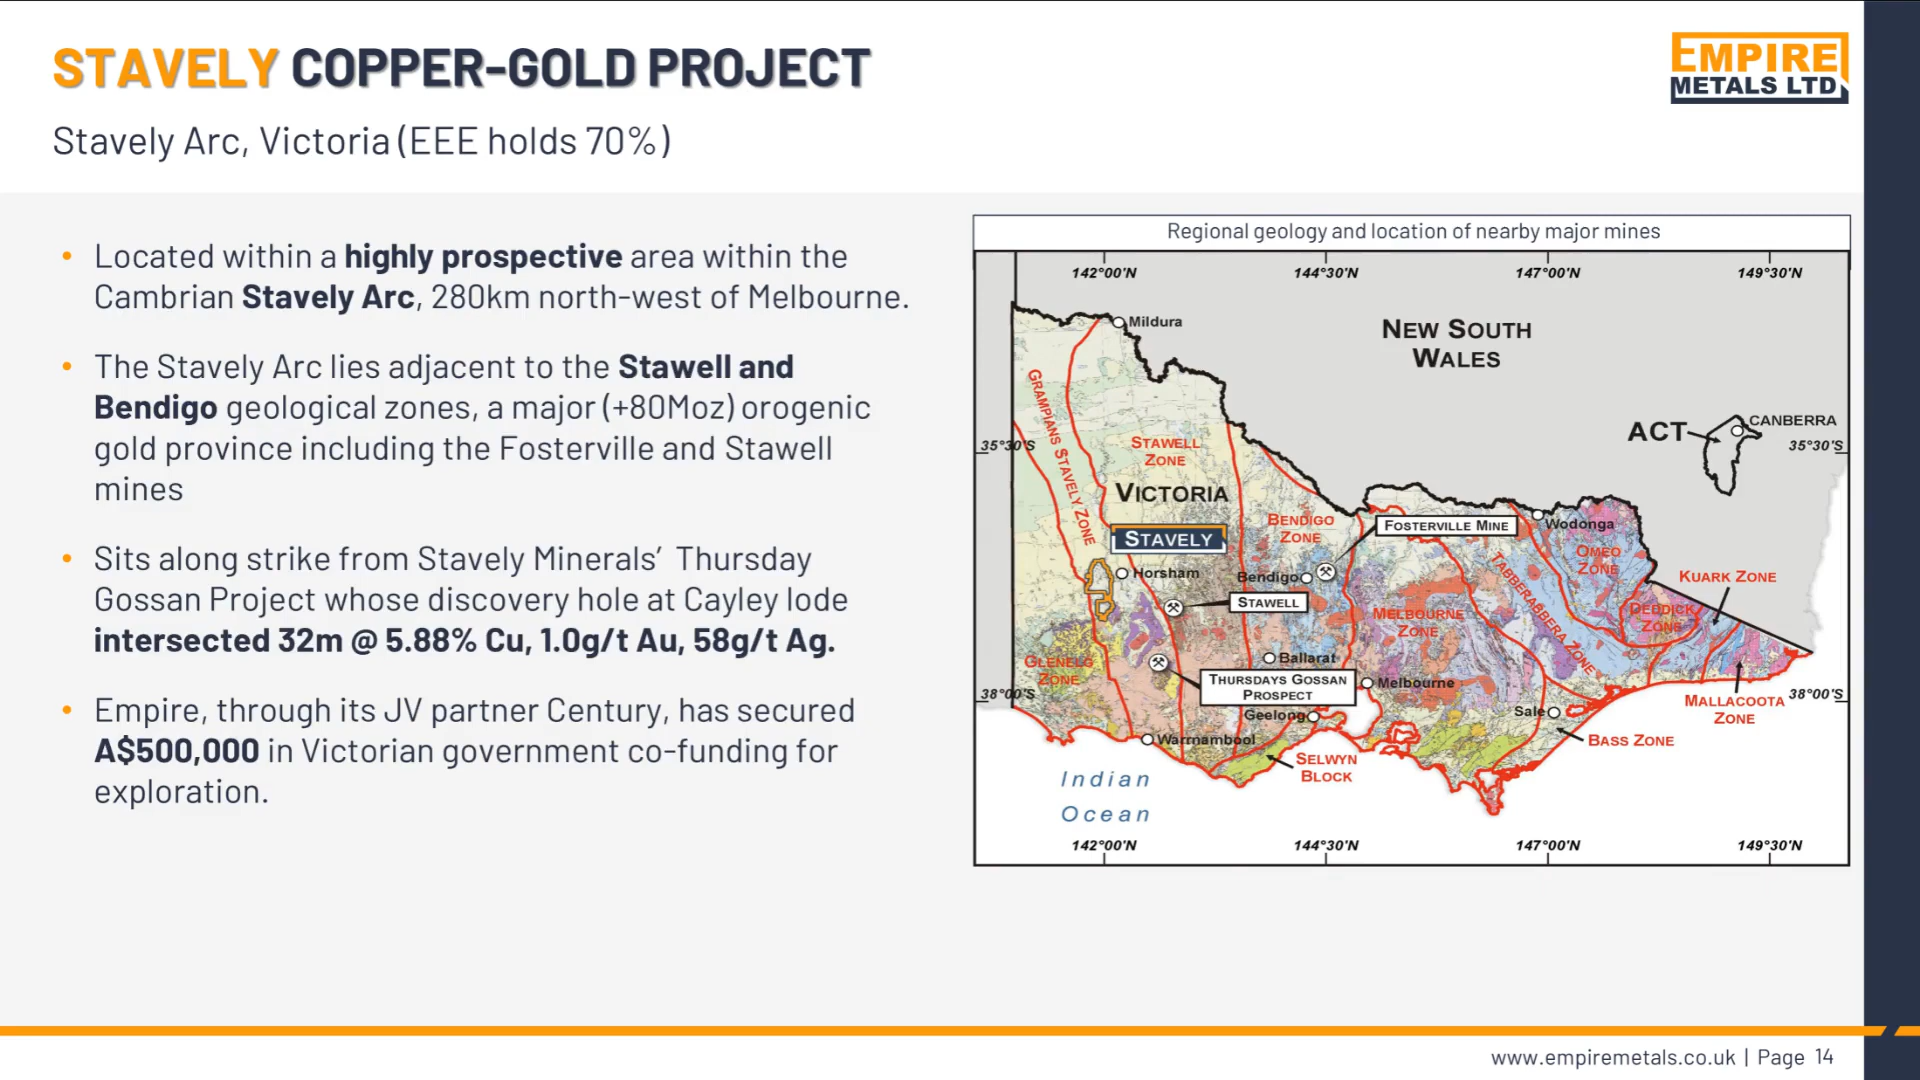 STAVELY COPPER-GOLD PROJECT
EMPIRE
METALS LTD
Stavely Arc, Victoria (EEE holds 70%)
• Located within a highly prospective area within the
Cambrian Stavely Arc, 280km north-west of Melbourne.
• The Stavely Arc lies adjacent to the Stawell and
Bendigo geological zones, a major (+80Moz) orogenic
gold province including the Fosterville and Stawell
mines
• Sits along strike from Stavely Minerals’  Thursday
Gossan Project whose discovery hole at Cayley lode
intersected 32m @ 5.88% Cu, 1.0g/t Au, 58g/t Ag.
• Empire, through its JV partner Century, has secured
A$500,000 in Victorian government co-funding for
exploration.
Regional geology and location of nearby major mines
142°00'N 144°30'N 147°00'N 149°30'N
Mildura
NEW SOUTH
WALES
GRAMPIANS STAVELY ZONE
CANBERRA
ACT
35°30'S 35°30'S
STAWELL
ZONE
VICTORIA
BENDIGO
ZONE
FOSTERVILLE MINE
Wodonga
STAVELY
OMEO
ZONE
TABBERABBERA ZONE
Horsham
Bendigo
KUARK ZONE
STAWELL
MELBOURNE
ZONE
DEDDICK
ZONE
GLENELG
ZONE
Ballarat
THURSDAYS GOSSAN
PROSPECT
Melbourne
38°00'S 38°00'S
MALLACOOTA
ZONE
Geelong
Sale
Warrnambool
BASS ZONE
SELWYN
BLOCK
Indian
Ocean
142°00'N 144°30'N 147°00'N 149°30'N
www.empiremetals.co.uk | Page 14